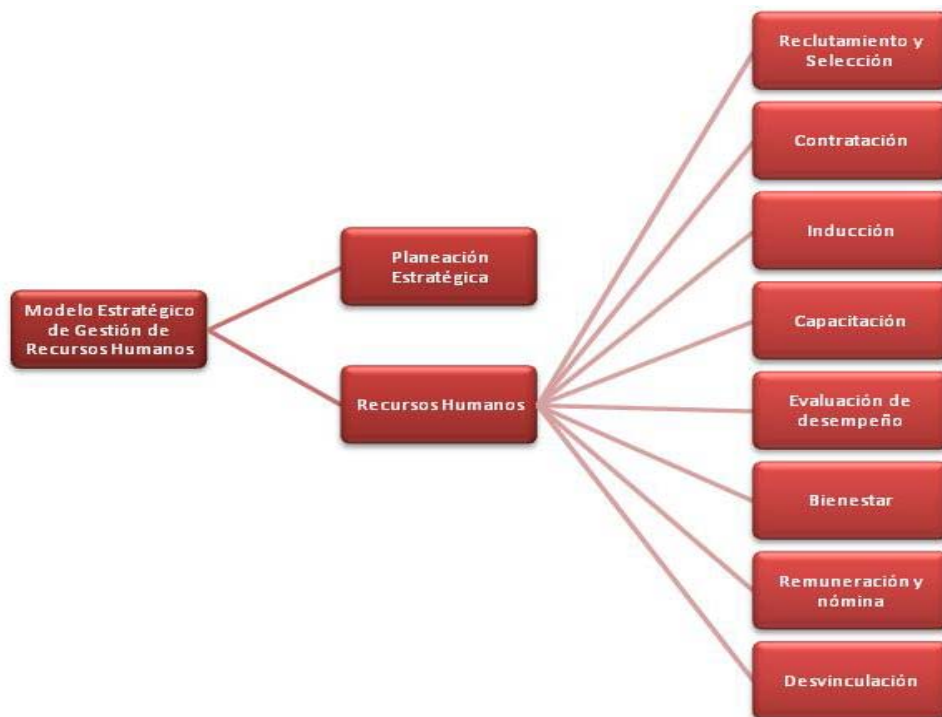 Modelo Estratégico
de Gestión de
Recursos Humanos
Planeación
Estratégica
Recursos Humanos
Reclutamiento y
Selección
Contratación
Inducción
Capacitación
Evaluación de
desempeño
Bienestar
Remuneración y
nómina
Desvinculación